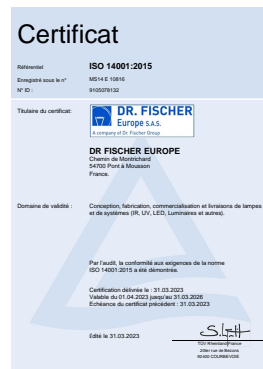 Certificat
Référentiel ISO 14001:2015
Enregistré sous le n° MS14 E 10816
N° ID : 9105078132
Titulaire du certificat:
DR. FISCHER
Europe S.A.S.
A company of Dr. Fischer Group
DR FISCHER EUROPE
Chemin de Montrichard
54700 Pont à Mousson
France.
Domaine de validité : Conception, fabrication, commercialisation et livraisons de lampes
et de systèmes (IR, UV, LED, Luminaires et autres).
Par l'audit, la conformité aux exigences de la norme
ISO 14001:2015 a été démontrée.
Certification délivrée le : 31.03.2023
Valable du 01.04.2023 jusqu'au 31.03.2026
Echéance du certificat précédent : 31.03.2023
Edité le 31.03.2023
TÜV Rheinland France
92400 COURBEVOIE